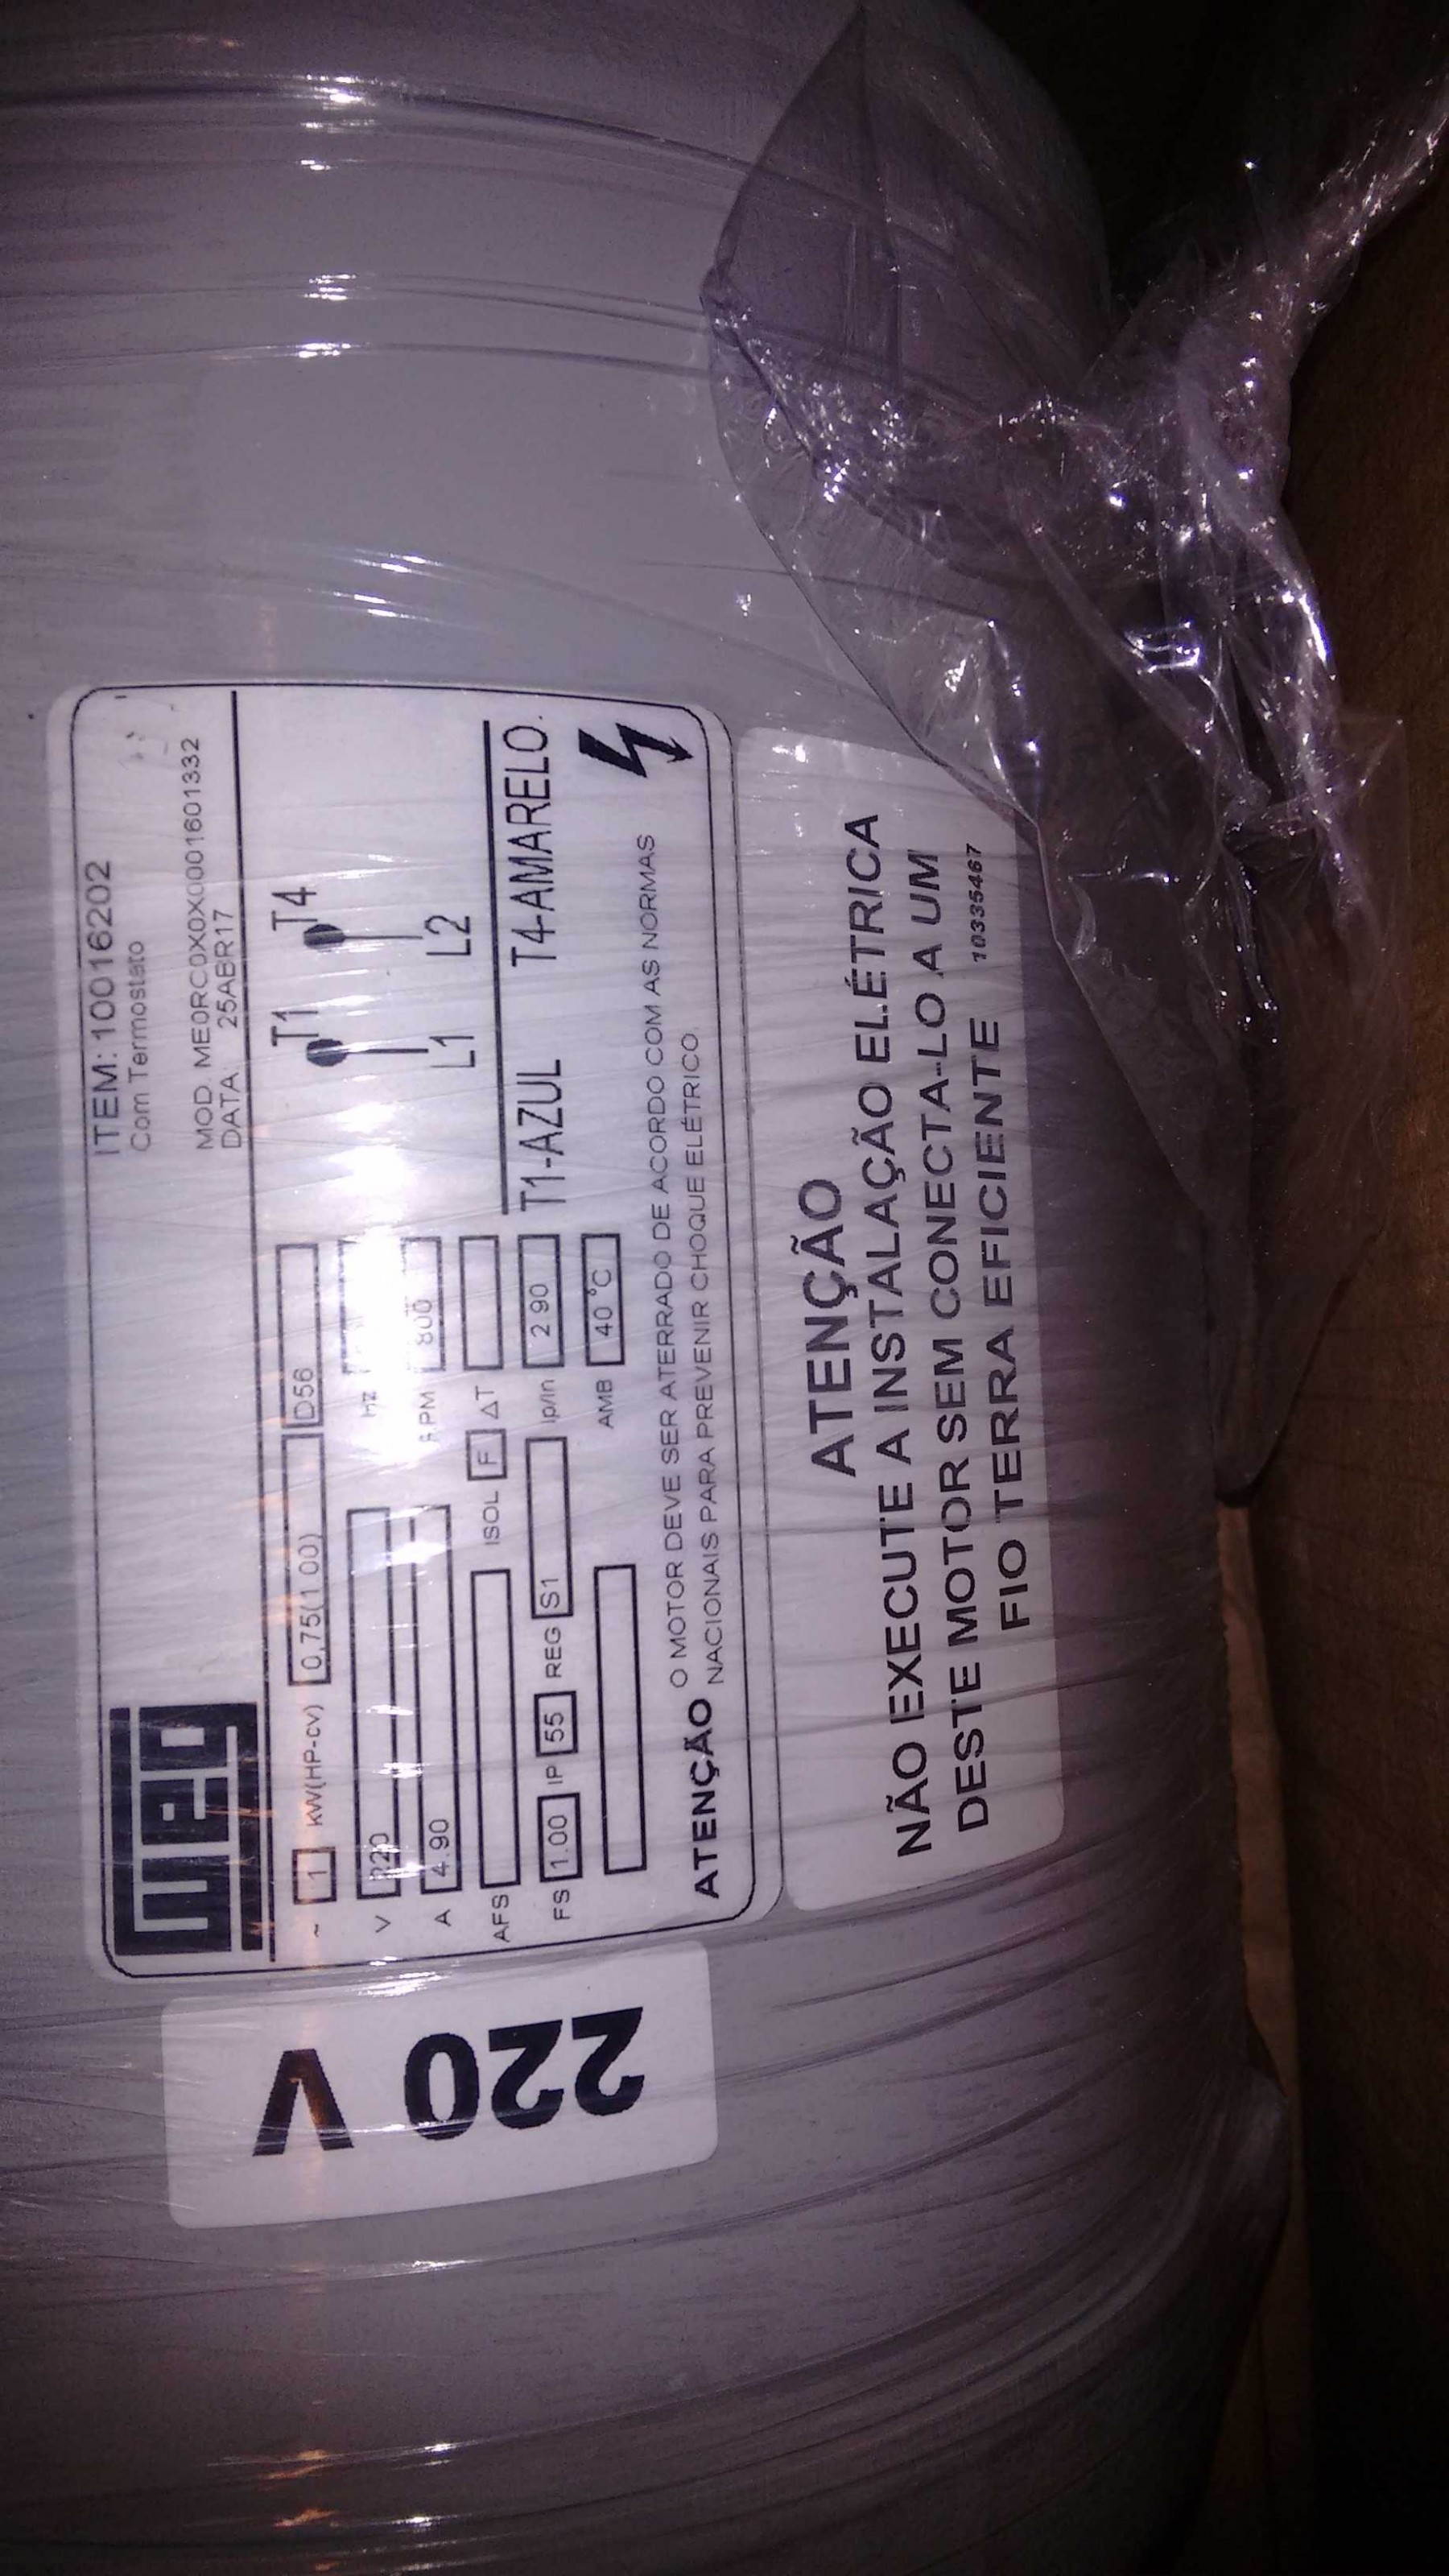 weg
ITEM: 10016202
Com Termostato
MOD. ME0RC0X0X0001601332
DATA 25ABR17
~ 1 kW(HP-cv) 0,75(1.00) D56
V 220 Hz
A 4.90
AFS ISOL F ΔT
FS 1.00 IP 55 REG S1 Ip/In 2.90
AMB 40°C
T1 T4
L1 L2
T1-AZUL T4-AMARELO
ATENÇÃO O MOTOR DEVE SER ATERRADO DE ACORDO COM AS NORMAS
NACIONAIS PARA PREVENIR CHOQUE ELÉTRICO.
ATENÇÃO
NÃO EXECUTE A INSTALAÇÃO ELÉTRICA
DESTE MOTOR SEM CONECTA-LO A UM
FIO TERRA EFICIENTE 10335467
220 V